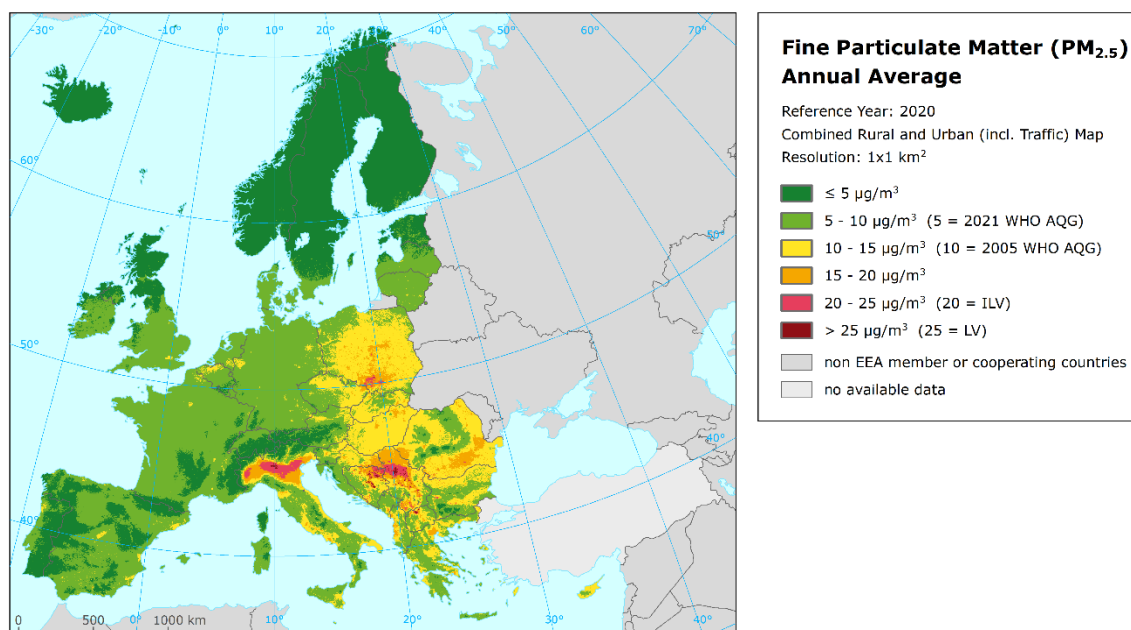 -30° -20° -10° 0° 10° 20° 30° 40° 50° 60° 70°
60°
50°
50°
40°
40°
40°
0° 10° 20° 30°
0 500 1000 km
Fine Particulate Matter (PM₂.₅)
Annual Average
Reference Year: 2020
Combined Rural and Urban (incl. Traffic) Map
Resolution: 1x1 km²
≤ 5 µg/m³
5 - 10 µg/m³ (5 = 2021 WHO AQG)
10 - 15 µg/m³ (10 = 2005 WHO AQG)
15 - 20 µg/m³
20 - 25 µg/m³ (20 = ILV)
> 25 µg/m³ (25 = LV)
non EEA member or cooperating countries
no available data